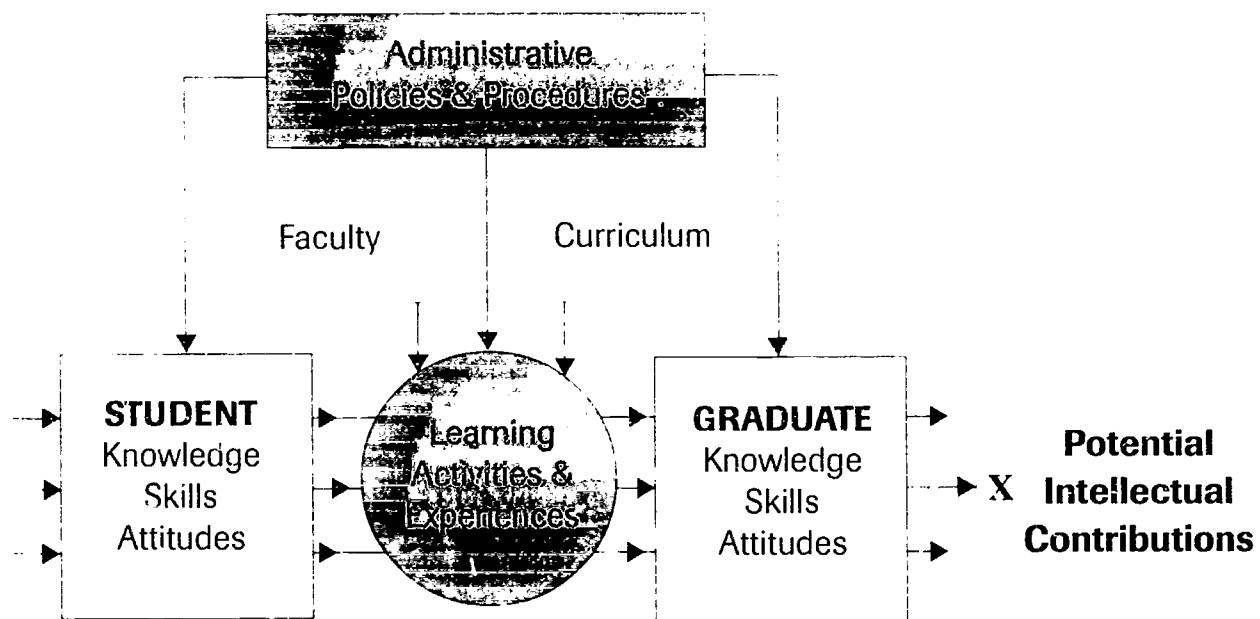 Administrative
Policies & Procedures
Faculty
Curriculum
STUDENT
Knowledge
Skills
Attitudes
Learning
Activities &
Experiences
GRADUATE
Knowledge
Skills
Attitudes
X
Potential
Intellectual
Contributions